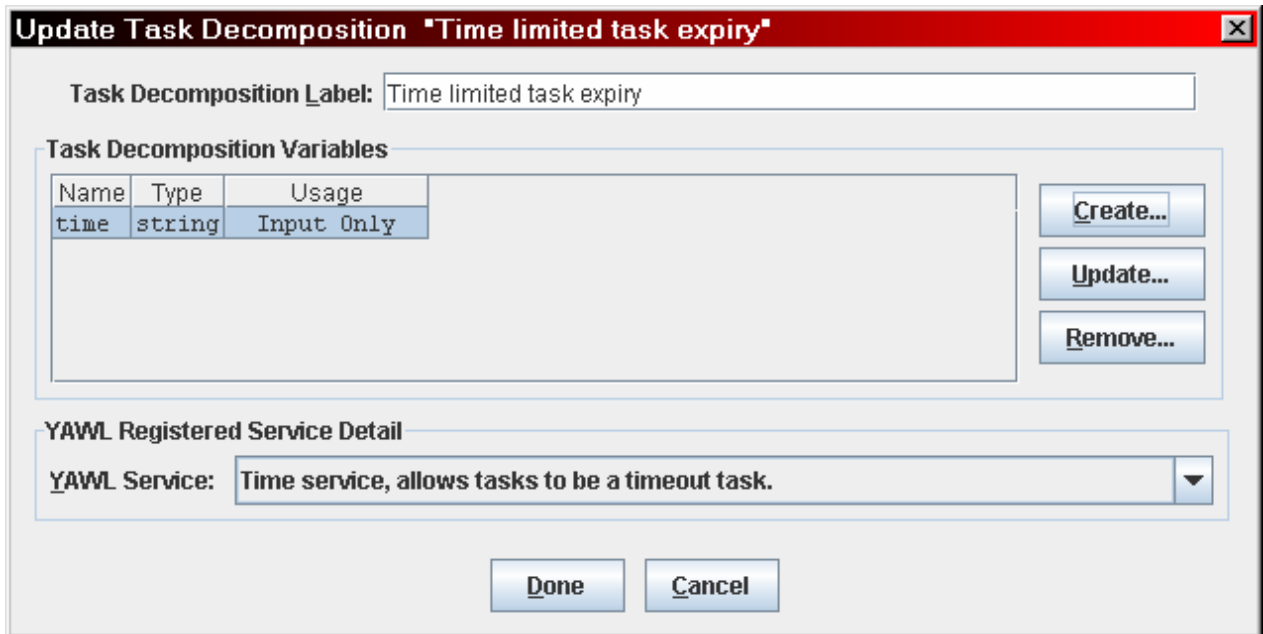 Update Task Decomposition "Time limited task expiry"
Task Decomposition Label: Time limited task expiry
Task Decomposition Variables
Name Type Usage
time string Input Only
Create...
Update...
Remove...
YAWL Registered Service Detail
YAWL Service: Time service, allows tasks to be a timeout task.
Done Cancel